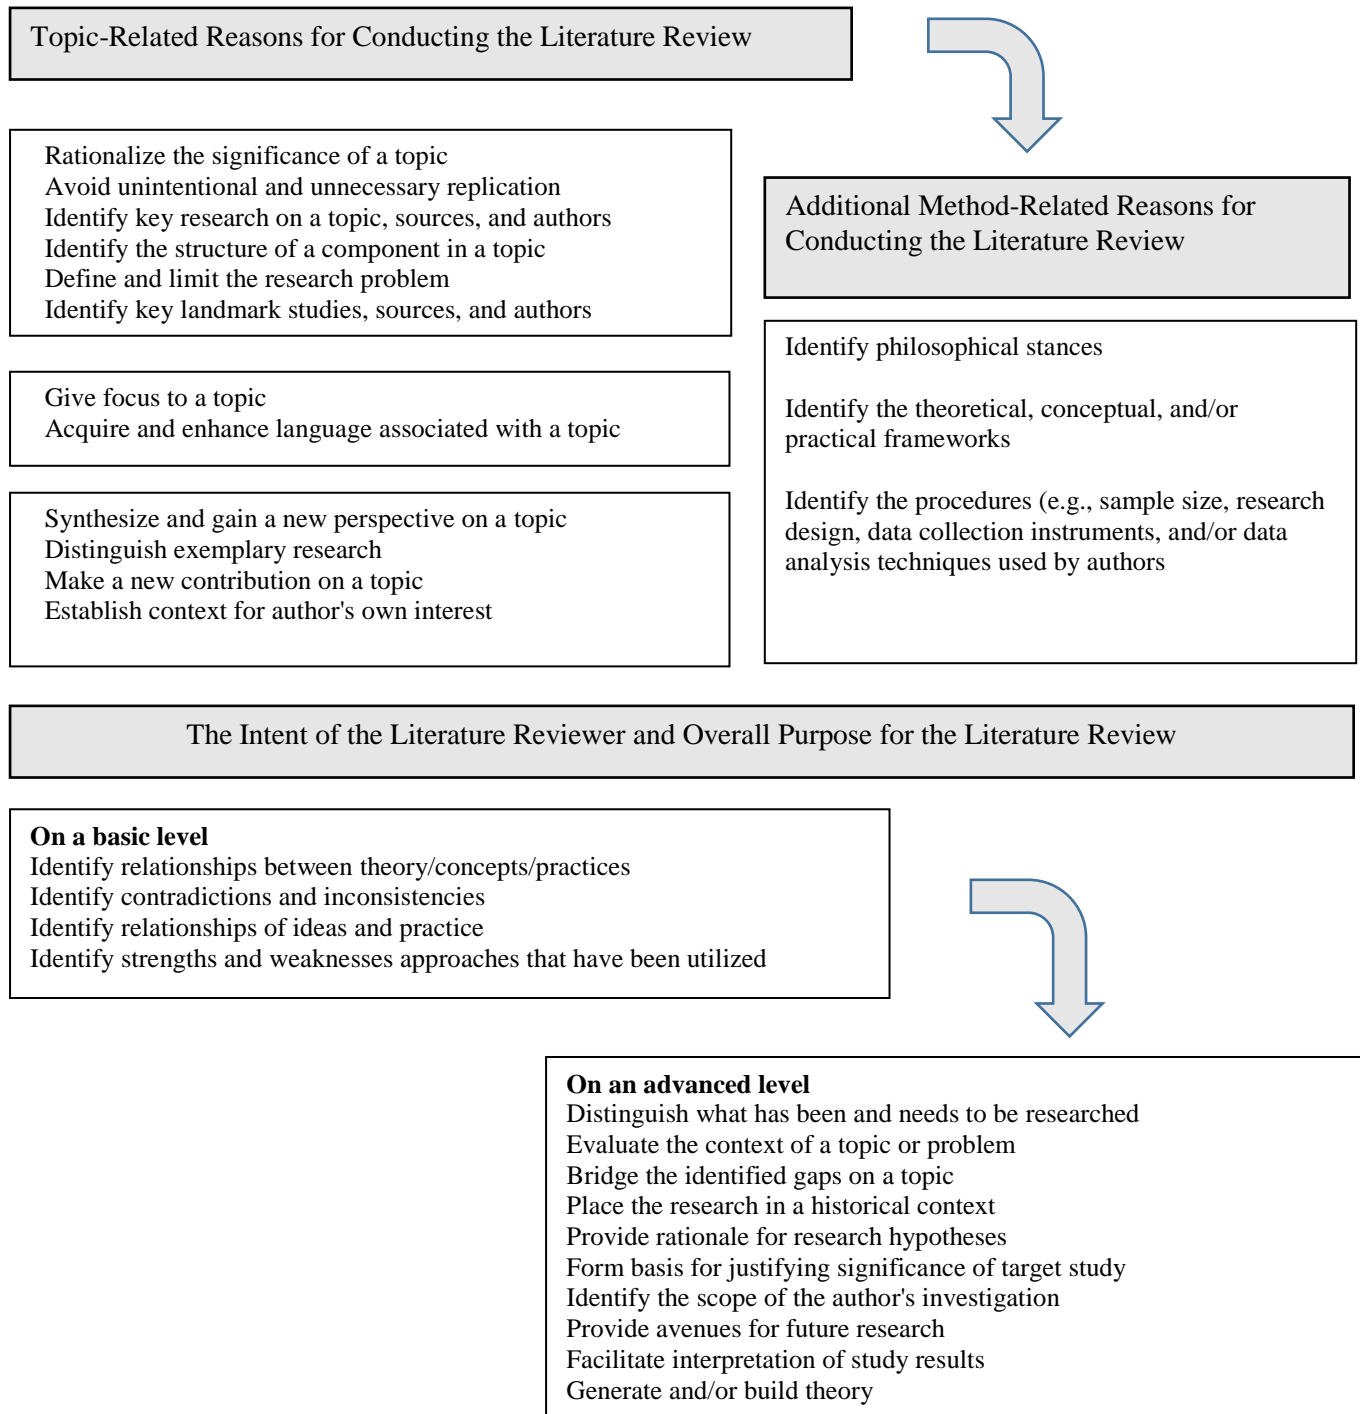 Topic-Related Reasons for Conducting the Literature Review
Rationalize the significance of a topic
Avoid unintentional and unnecessary replication
Identify key research on a topic, sources, and authors
Identify the structure of a component in a topic
Define and limit the research problem
Identify key landmark studies, sources, and authors
Give focus to a topic
Acquire and enhance language associated with a topic
Synthesize and gain a new perspective on a topic
Distinguish exemplary research
Make a new contribution on a topic
Establish context for author's own interest
Additional Method-Related Reasons for
Conducting the Literature Review
Identify philosophical stances
Identify the theoretical, conceptual, and/or
practical frameworks
Identify the procedures (e.g., sample size, research
design, data collection instruments, and/or data
analysis techniques used by authors
The Intent of the Literature Reviewer and Overall Purpose for the Literature Review
On a basic level
Identify relationships between theory/concepts/practices
Identify contradictions and inconsistencies
Identify relationships of ideas and practice
Identify strengths and weaknesses approaches that have been utilized
On an advanced level
Distinguish what has been and needs to be researched
Evaluate the context of a topic or problem
Bridge the identified gaps on a topic
Place the research in a historical context
Provide rationale for research hypotheses
Form basis for justifying significance of target study
Identify the scope of the author's investigation
Provide avenues for future research
Facilitate interpretation of study results
Generate and/or build theory